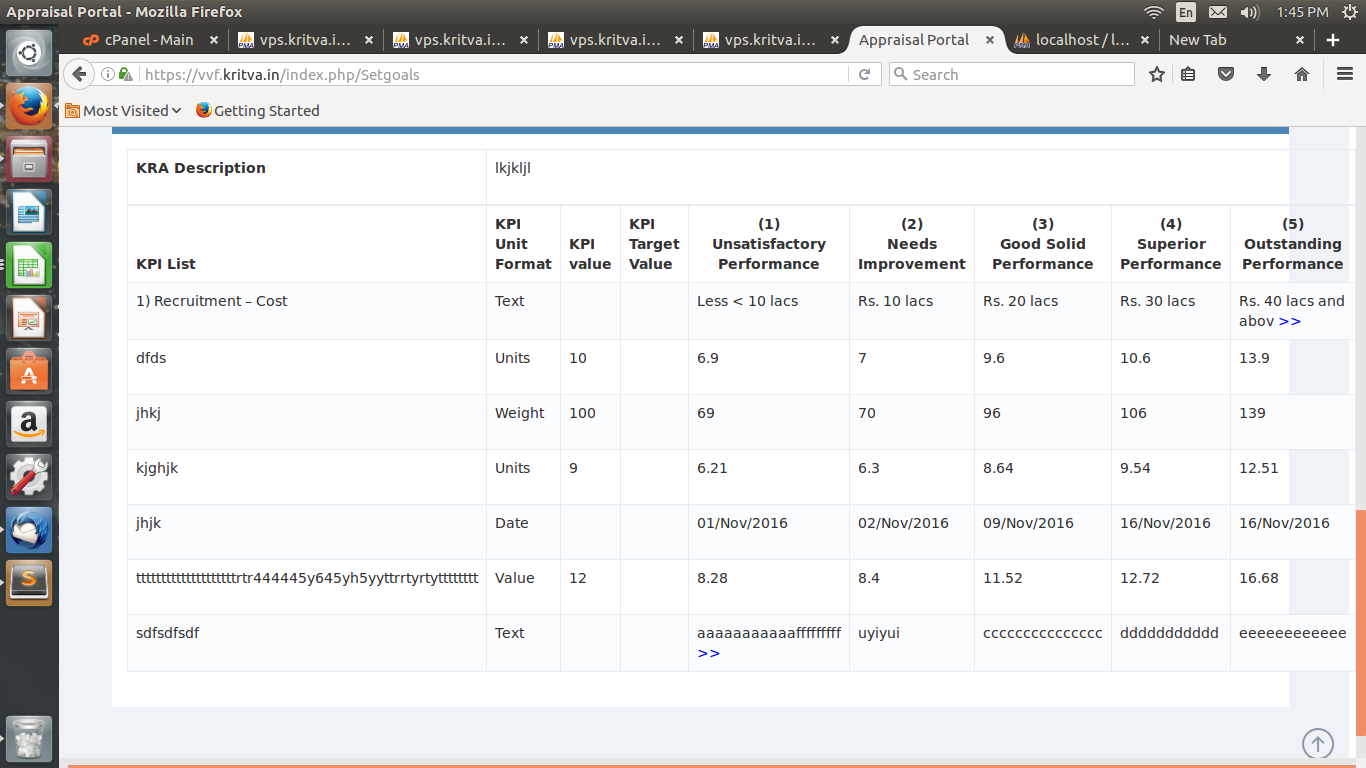 Appraisal Portal - Mozilla Firefox
En
1:45 PM
cPanel - Main
vps.kritva.i...
vps.kritva.i...
vps.kritva.i...
vps.kritva.i...
Appraisal Portal
localhost / l...
New Tab
https://vvf.kritva.in/index.php/Setgoals
Search
Most Visited
Getting Started
KRA Description
lkjkljl
KPI List
KPI Unit Format
KPI value
KPI Target Value
(1) Unsatisfactory Performance
(2) Needs Improvement
(3) Good Solid Performance
(4) Superior Performance
(5) Outstanding Performance
1) Recruitment – Cost Text Less < 10 lacs Rs. 10 lacs Rs. 20 lacs Rs. 30 lacs Rs. 40 lacs and
abov >>
dfds Units 10 6.9 7 9.6 10.6 13.9
jhkj Weight 100 69 70 96 106 139
kjghjk Units 9 6.21 6.3 8.64 9.54 12.51
jhjk Date 01/Nov/2016 02/Nov/2016 09/Nov/2016 16/Nov/2016 16/Nov/2016
Value 12 8.28 8.4 11.52 12.72 16.68
sdfsdfsdf Text aaaaaaaaaaafffffffff uyiyui ccccccccccccccc ddddddddddd eeeeeeeeeeee
>>